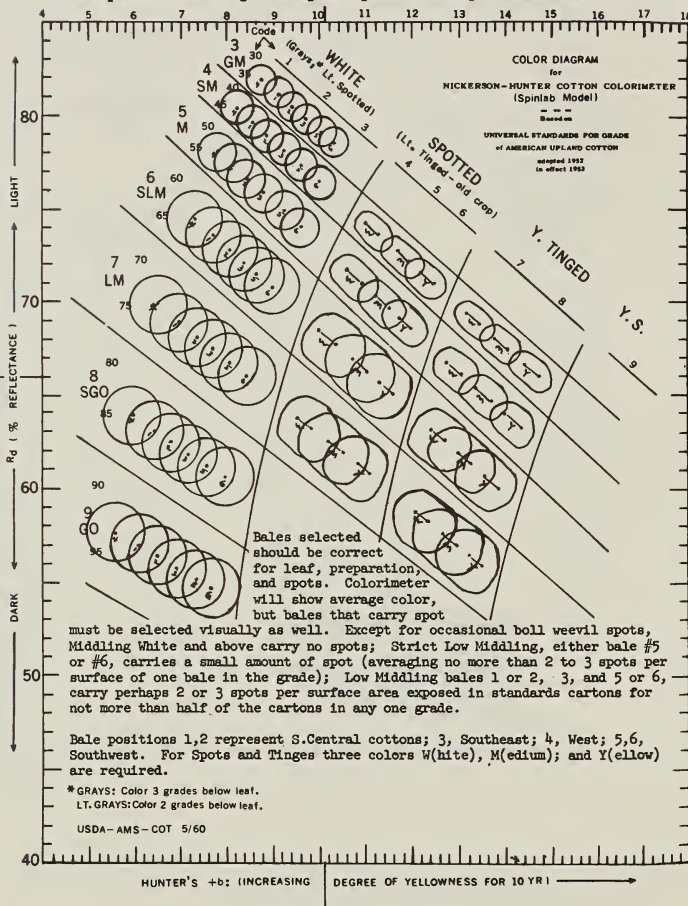 4 5 6 7 8 9 10 11 12 13 14 15 16 17 18
Code
3 GM 30 35
4 SM 40 45
5 M 50 55
6 SLM 60 65
7 LM 70 75
8 SGO 80 85
9 GO 90 95
WHITE
(Grays,* Lt. Spotted)
1 2 3
SPOTTED
(Lt. Tinged-old crop)
4 5 6
Y. TINGED
7 8
Y. S.
9
COLOR DIAGRAM
for
NICKERSON-HUNTER COTTON COLORIMETER
(Spinlab Model)
Based on
UNIVERSAL STANDARDS FOR GRADE
of AMERICAN UPLAND COTTON
adopted 1952
in effect 1953
80
70
60
50
40
LIGHT
Rd ( % REFLECTANCE )
DARK
Bales selected
should be correct
for leaf, preparation,
and spots. Colorimeter
will show average color,
but bales that carry spot
must be selected visually as well. Except for occasional boll weevil spots,
Middling White and above carry no spots; Strict Low Middling, either bale #5
or #6, carries a small amount of spot (averaging no more than 2 to 3 spots per
surface of one bale in the grade); Low Middling bales 1 or 2, 3, and 5 or 6,
carry perhaps 2 or 3 spots per surface area exposed in standards cartons for
not more than half of the cartons in any one grade.
Bale positions 1,2 represent S.Central cottons; 3, Southeast; 4, West; 5,6,
Southwest. For Spots and Tinges three colors W(hite), M(edium); and Y(ellow)
are required.
* GRAYS: Color 3 grades below leaf.
LT. GRAYS: Color 2 grades below leaf.
USDA-AMS-COT 5/60
HUNTER'S +b: (INCREASING DEGREE OF YELLOWNESS FOR 10 YR)